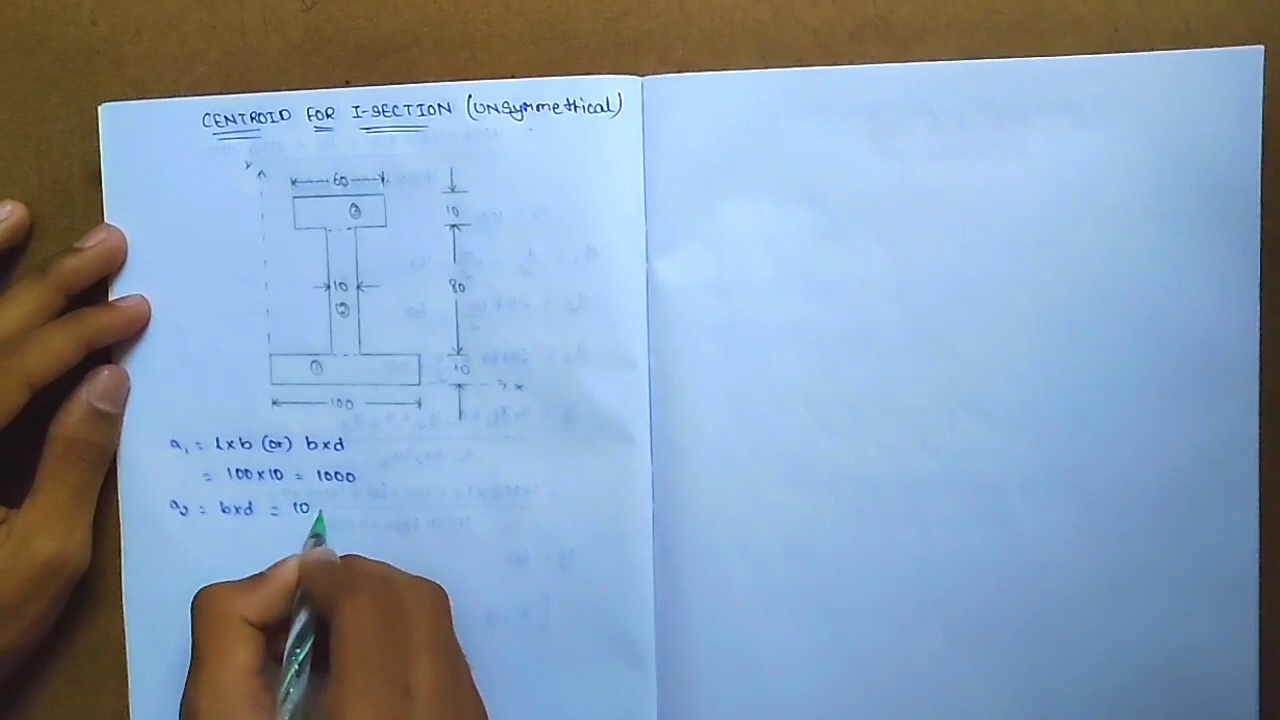 CENTROID FOR I-SECTION (UNSymmetrical)
Y
60
10
③
10
80
②
①
10
x
100
a₁ = l×b (or) b×d
= 100×10 = 1000
a₂ = b×d = 10